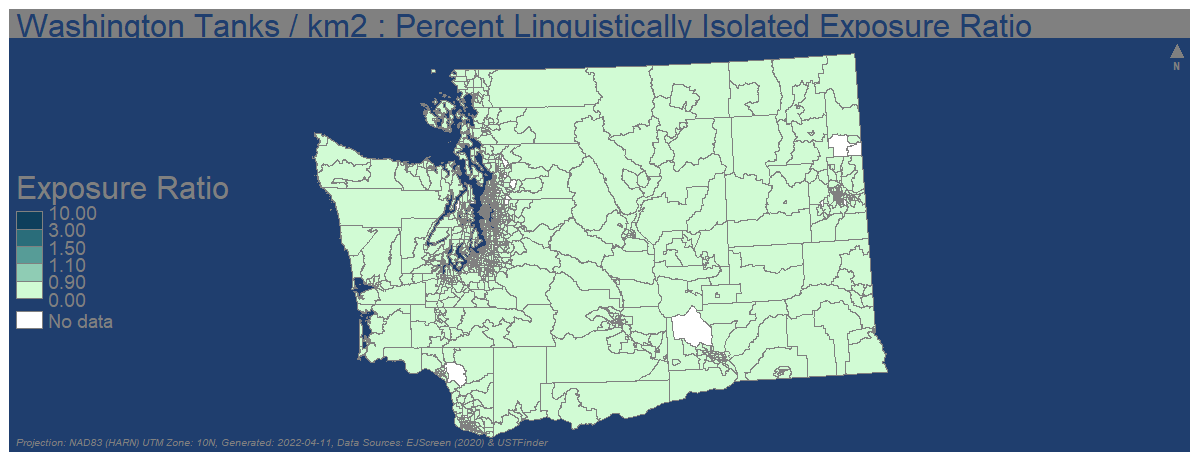 Washington Tanks / km2 : Percent Linguistically Isolated Exposure Ratio
N
Exposure Ratio
10.00
3.00
1.50
1.10
0.90
0.00
No data
Projection: NAD83 (HARN) UTM Zone: 10N, Generated: 2022-04-11, Data Sources: EJScreen (2020) & USTFinder